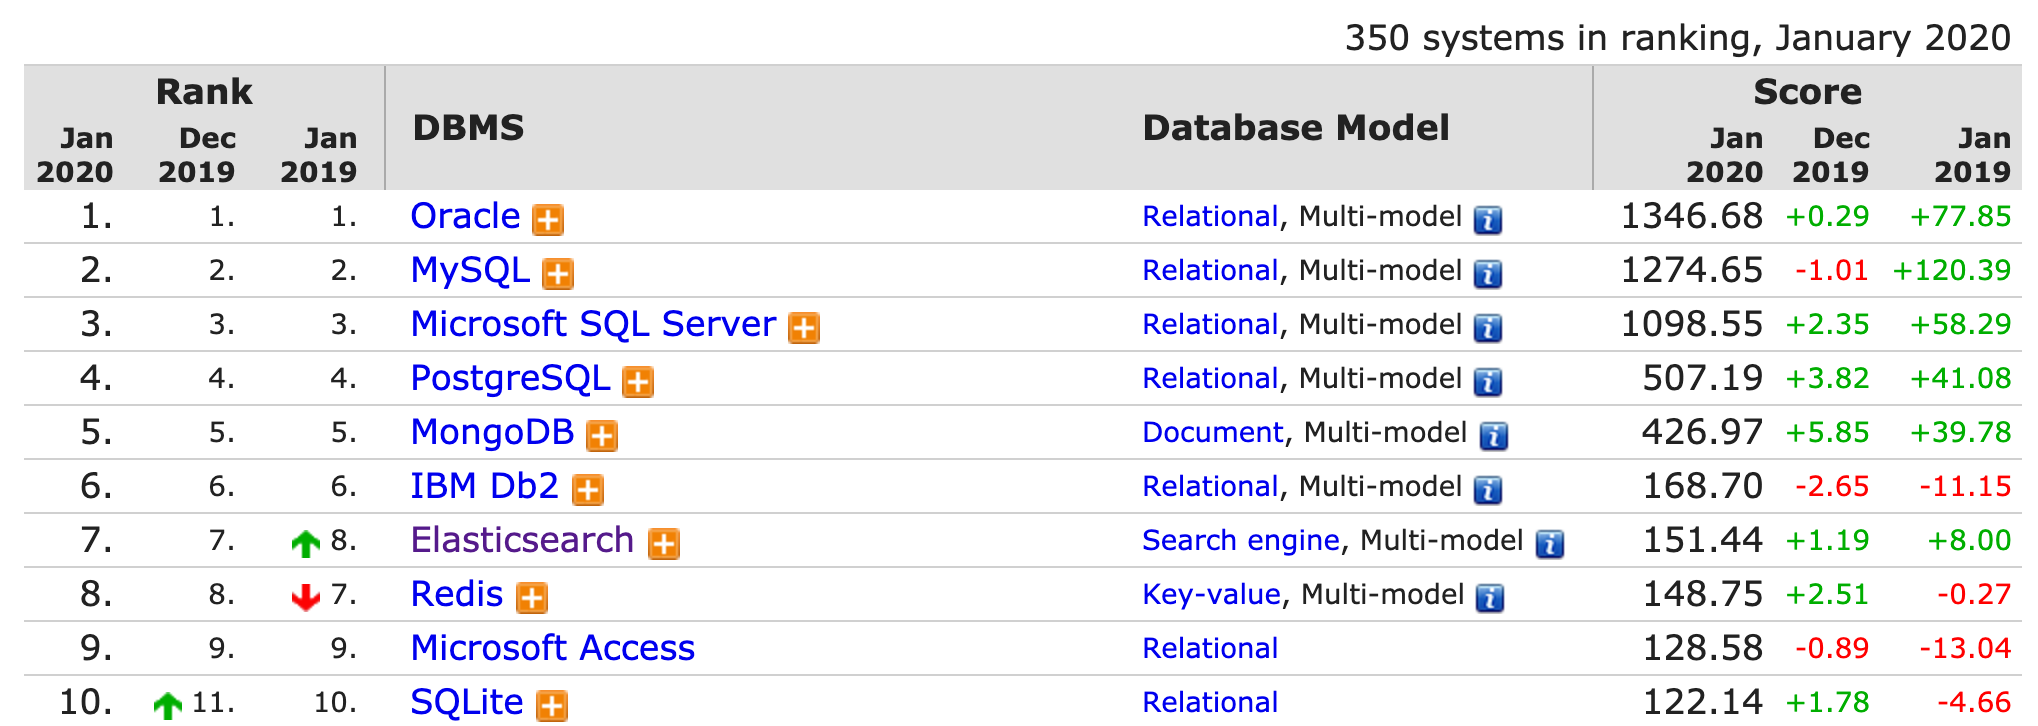 350 systems in ranking, January 2020
Rank DBMS Database Model Score
Jan 2020 Dec 2019 Jan 2019 Jan 2020 Dec 2019 Jan 2019
1. 1. 1. Oracle Relational, Multi-model 1346.68 +0.29 +77.85
2. 2. 2. MySQL Relational, Multi-model 1274.65 -1.01 +120.39
3. 3. 3. Microsoft SQL Server Relational, Multi-model 1098.55 +2.35 +58.29
4. 4. 4. PostgreSQL Relational, Multi-model 507.19 +3.82 +41.08
5. 5. 5. MongoDB Document, Multi-model 426.97 +5.85 +39.78
6. 6. 6. IBM Db2 Relational, Multi-model 168.70 -2.65 -11.15
7. 7. 8. Elasticsearch Search engine, Multi-model 151.44 +1.19 +8.00
8. 8. 7. Redis Key-value, Multi-model 148.75 +2.51 -0.27
9. 9. 9. Microsoft Access Relational 128.58 -0.89 -13.04
10. 11. 10. SQLite Relational 122.14 +1.78 -4.66